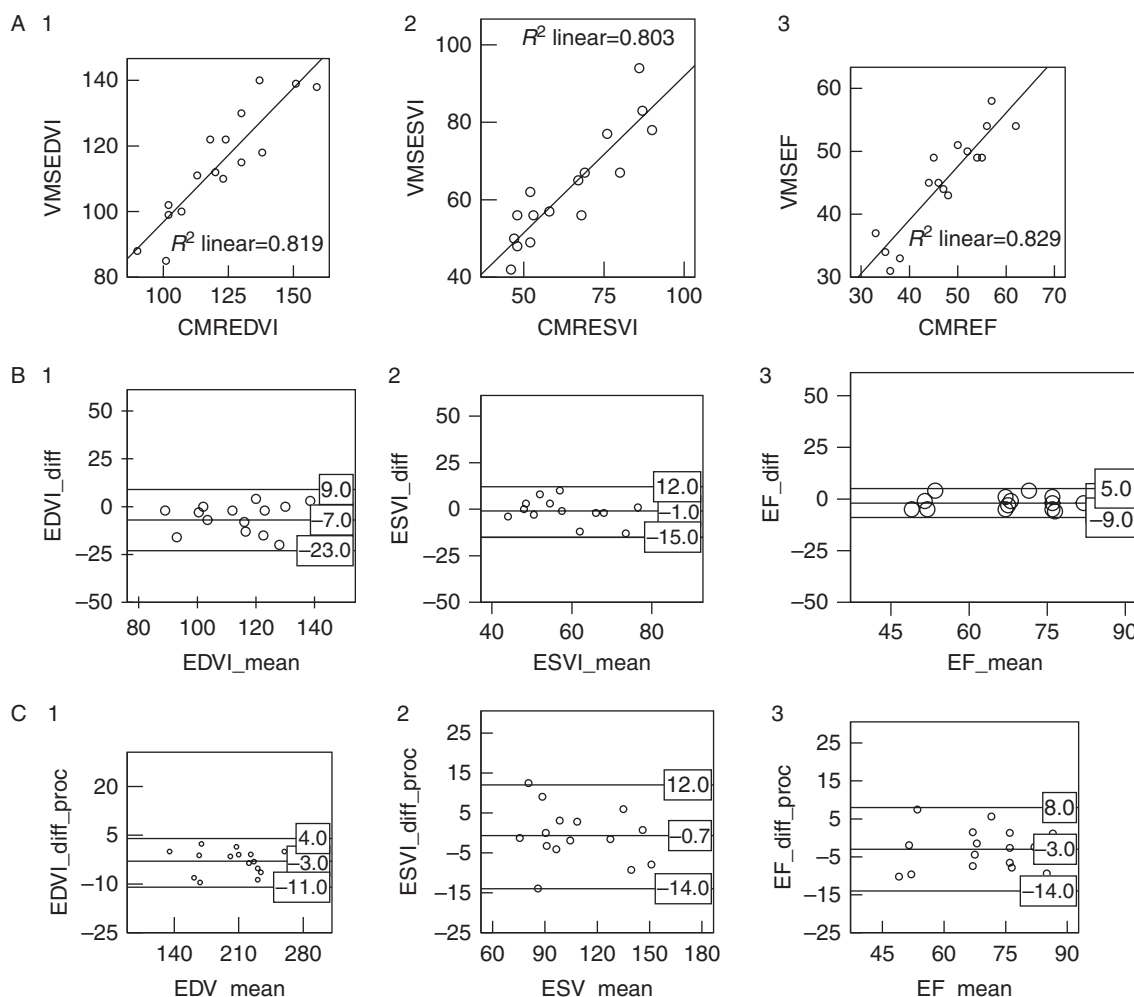 A 1
2
3
R² linear=0.803
VMSEDVI
140
120
100
80
R² linear=0.819
100 125 150
CMREDVI
VMSESVI
100
80
60
40
50 75 100
CMRESVI
VMSEF
60
50
40
30
R² linear=0.829
30 40 50 60 70
CMREF
B 1
2
3
EDVI_diff
50
25
0
–25
–50
9.0
–7.0
–23.0
80 100 120 140
EDVI_mean
ESVI_diff
50
25
0
–25
–50
12.0
–1.0
–15.0
40 60 80
ESVI_mean
EF_diff
50
25
0
–25
–50
5.0
–9.0
45 60 75 90
EF_mean
C 1
2
3
EDVI_diff_proc
20
5
–10
–25
4.0
–3.0
–11.0
140 210 280
EDV mean
ESVI_diff_proc
25
15
5
–5
–15
–25
12.0
–0.7
–14.0
60 90 120 150 180
ESV mean
EF_diff_proc
25
15
5
–5
–15
–25
8.0
–3.0
–14.0
45 60 75 90
EF mean